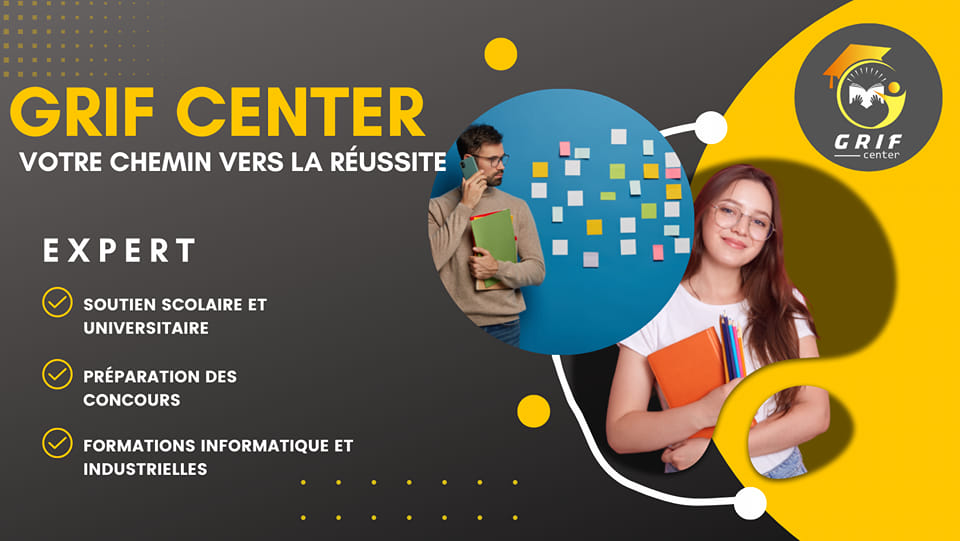 GRIF CENTER
VOTRE CHEMIN VERS LA RÉUSSITE
EXPERT
SOUTIEN SCOLAIRE ET
UNIVERSITAIRE
PRÉPARATION DES
CONCOURS
FORMATIONS INFORMATIQUE ET
INDUSTRIELLES
GRIF
center